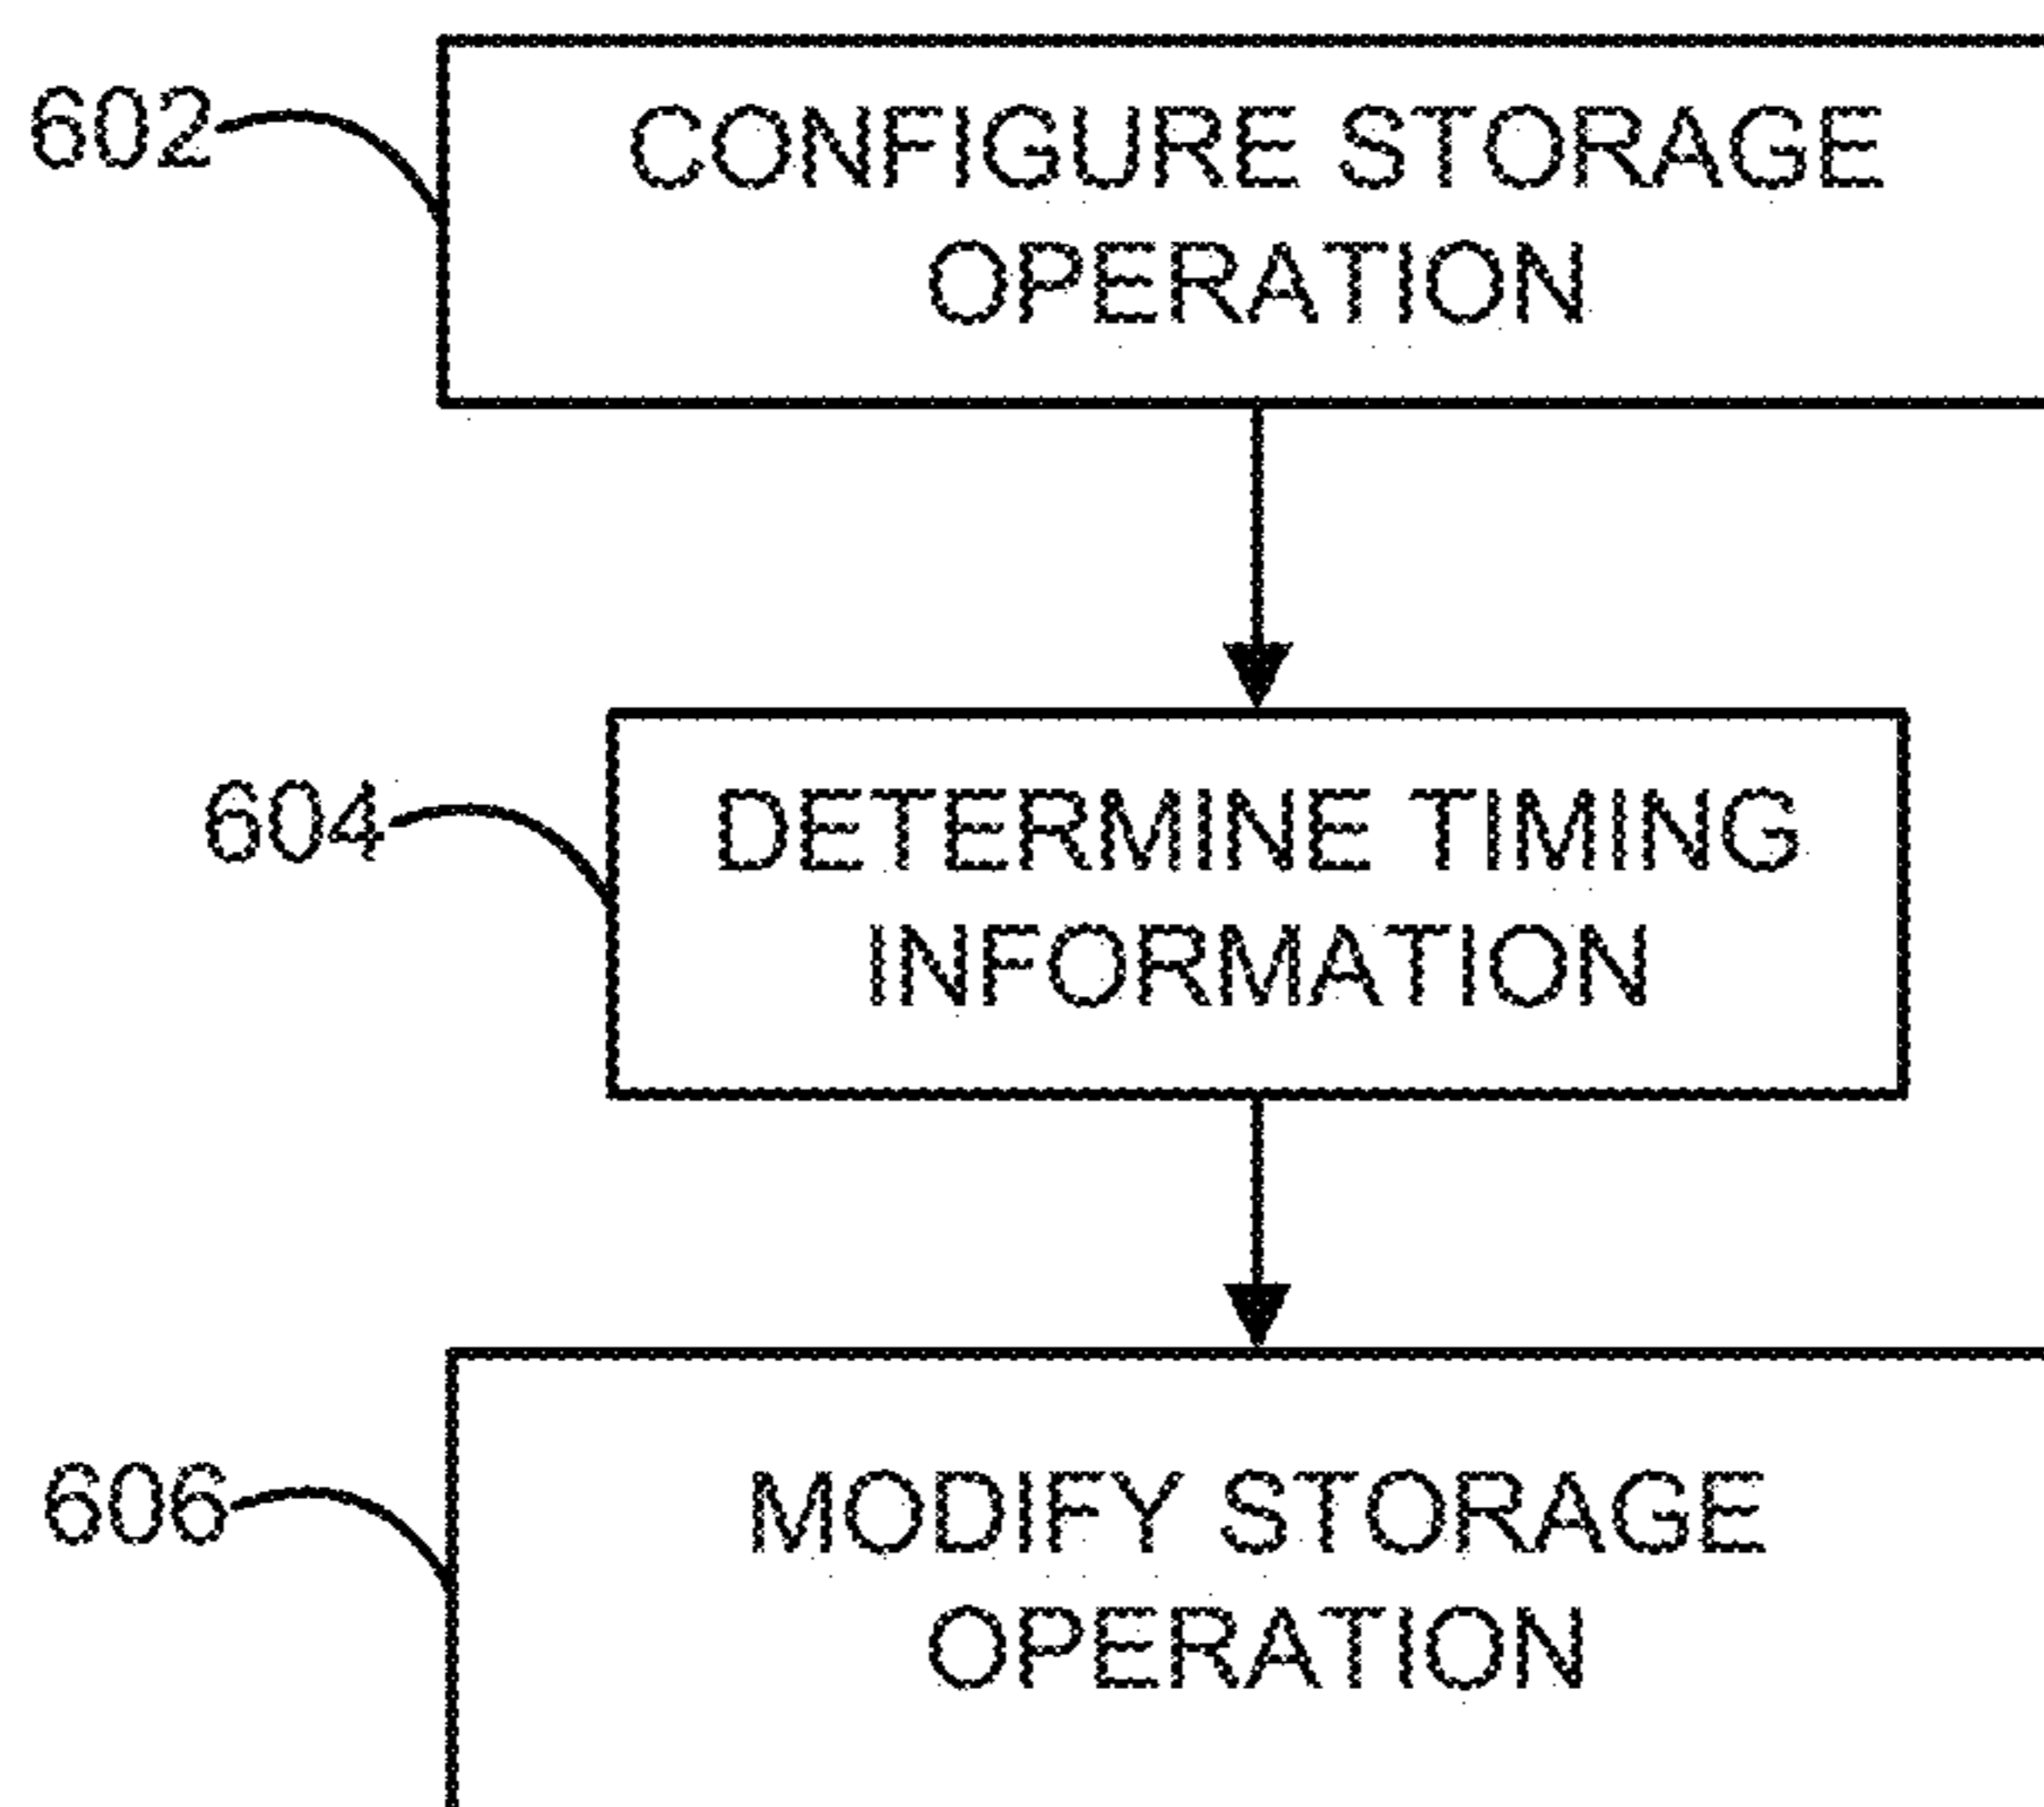 602
CONFIGURE STORAGE
OPERATION
604
DETERMINE TIMING
INFORMATION
606
MODIFY STORAGE
OPERATION